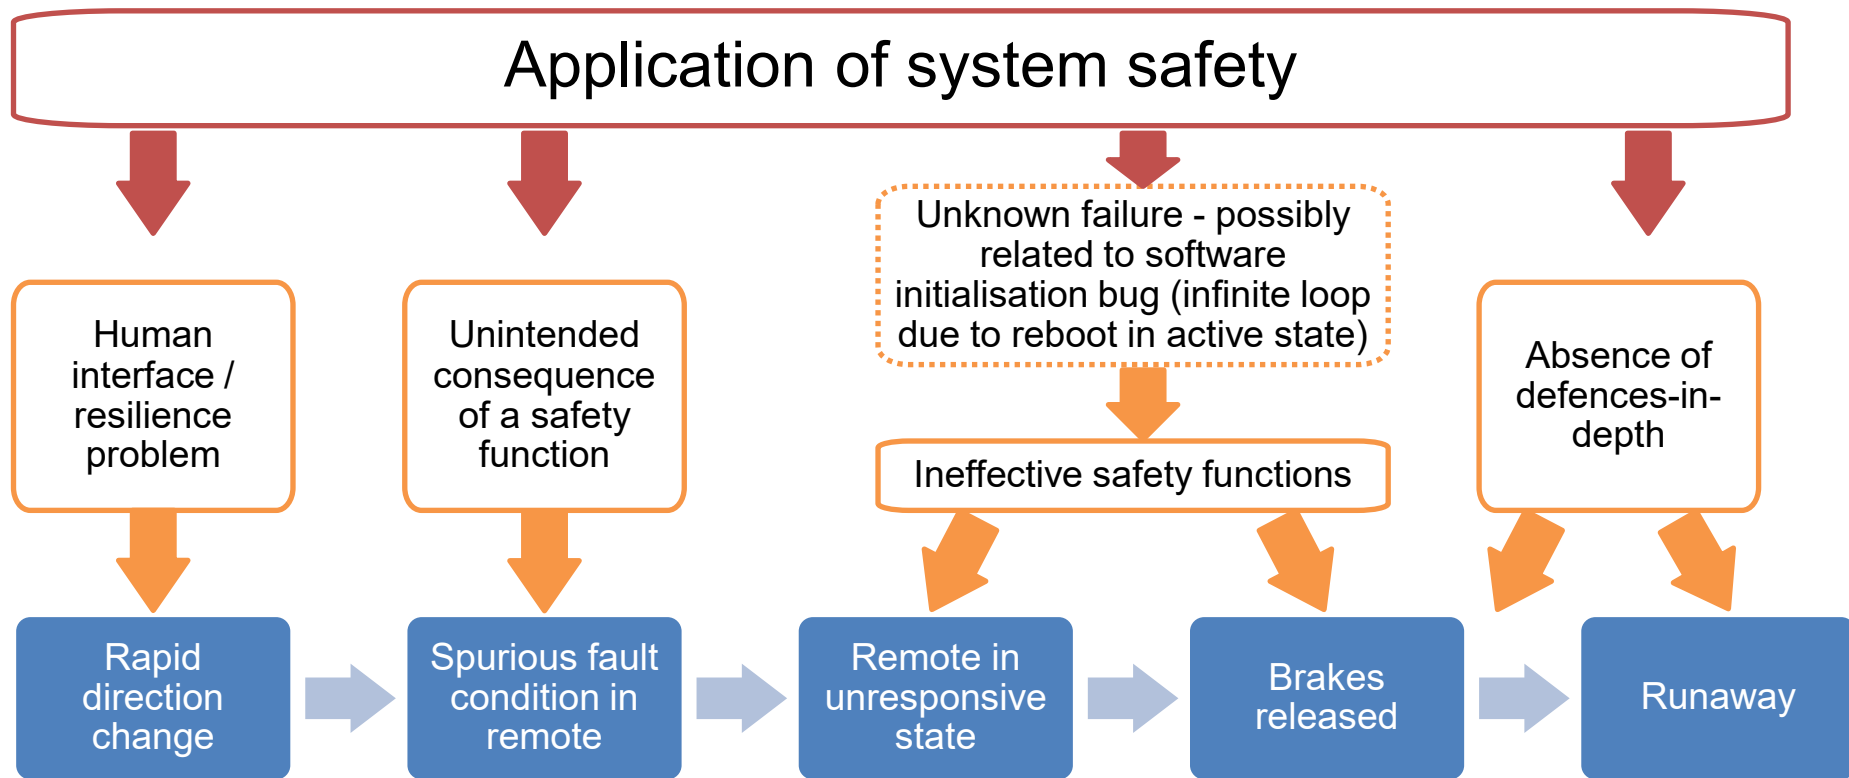 Application of system safety
Unknown failure - possibly
related to software
initialisation bug (infinite loop
due to reboot in active state)
Human
interface /
resilience
problem
Unintended
consequence
of a safety
function
Ineffective safety functions
Absence of
defences-in-
depth
Rapid
direction
change
Spurious fault
condition in
remote
Remote in
unresponsive
state
Brakes
released
Runaway